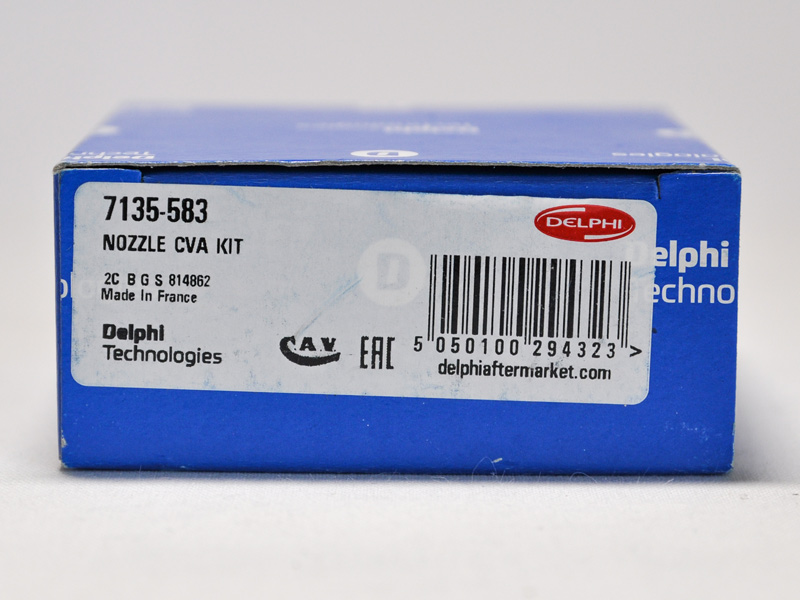 Delphi
7135-583
NOZZLE CVA KIT
2C B G S 814862
Made In France
Delphi
Technologies
C.A.V.
EAC
DELPHI
5 050100 294323 >
delphiaftermarket.com
Delphi
Techno
D